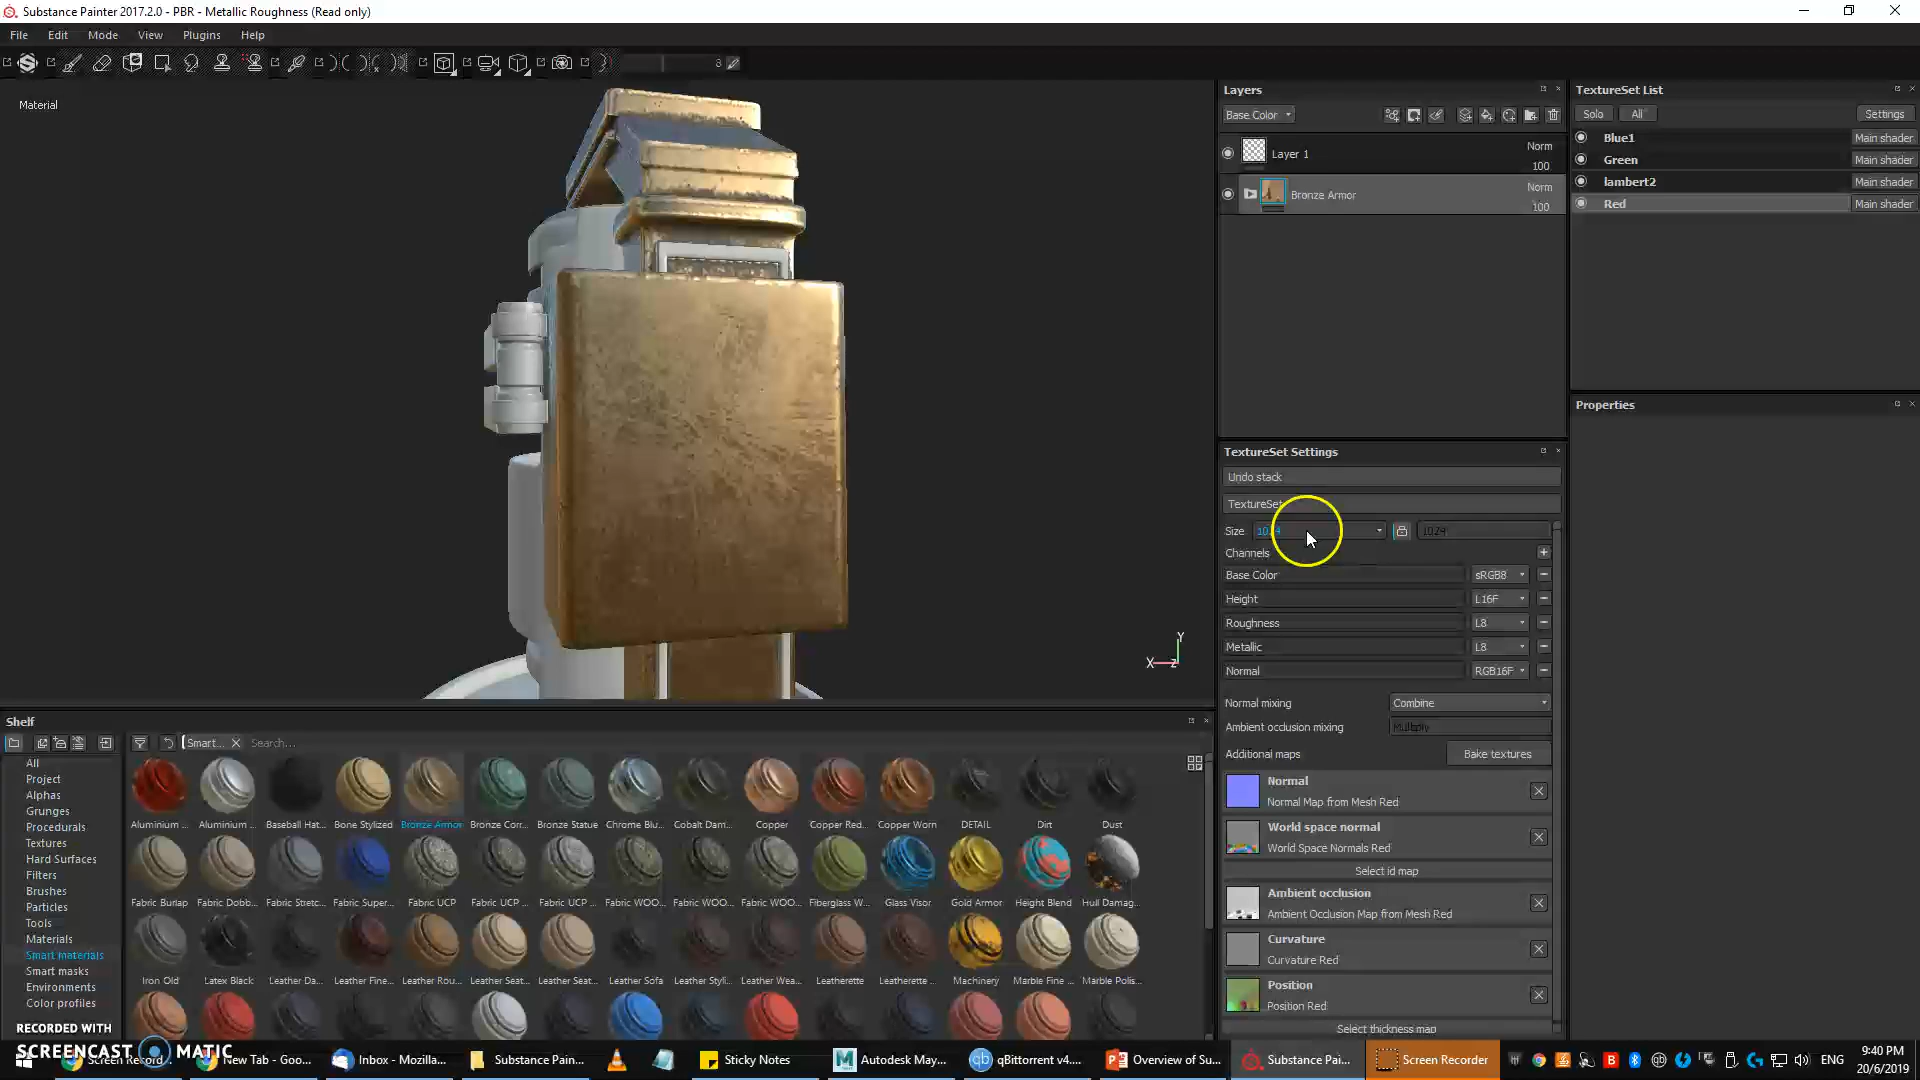 Substance Painter 2017.2.0 - PBR - Metallic Roughness (Read only)
File Edit Mode View Plugins Help
8
Material
Y
X Z
Layers
Base Color
Layer 1 Norm 100
Bronze Armor Norm 100
TextureSet List
Solo All Settings
Blue1 Main shader
Green Main shader
lambert2 Main shader
Red Main shader
Properties
TextureSet Settings
Undo stack
TextureSet
Size 1024 1024
Channels
Base Color sRGB8
Height L16F
Roughness L8
Metallic L8
Normal RGB16F
Normal mixing Combine
Ambient occlusion mixing Multiply
Additional maps Bake textures
Normal
Normal Map from Mesh Red
World space normal
World Space Normals Red
Select id map
Ambient occlusion
Ambient Occlusion Map from Mesh Red
Curvature
Curvature Red
Position
Position Red
Select thickness map
Shelf
Smart... Search...
All
Project
Alphas
Grunges
Procedurals
Textures
Hard Surfaces
Filters
Brushes
Particles
Tools
Materials
Smart materials
Smart masks
Environments
Color profiles
Aluminium ... Aluminium ... Baseball Hat... Bone Stylized Bronze Armor Bronze Corr... Bronze Statue Chrome Blu... Cobalt Dam... Copper Copper Red... Copper Worn DETAIL Dirt Dust
Fabric Burlap Fabric Dobb... Fabric Stretc... Fabric Super... Fabric UCP Fabric UCP ... Fabric UCP ... Fabric WOO... Fabric WOO... Fabric WOO... Fiberglass W... Glass Visor Gold Armor Height Blend Hull Damag...
Iron Old Latex Black Leather Da... Leather Fine... Leather Rou... Leather Seat... Leather Seat... Leather Sofa Leather Styli... Leather Wea... Leatherette Leatherette ... Machinery Marble Fine ... Marble Polis...
RECORDED WITH
SCREENCAST MATIC
Screen Record... New Tab - Goo... Inbox - Mozilla... Substance Pain... Sticky Notes Autodesk May... qBittorrent v4.... Overview of Su... Substance Pai... Screen Recorder ENG
9:40 PM
20/6/2019